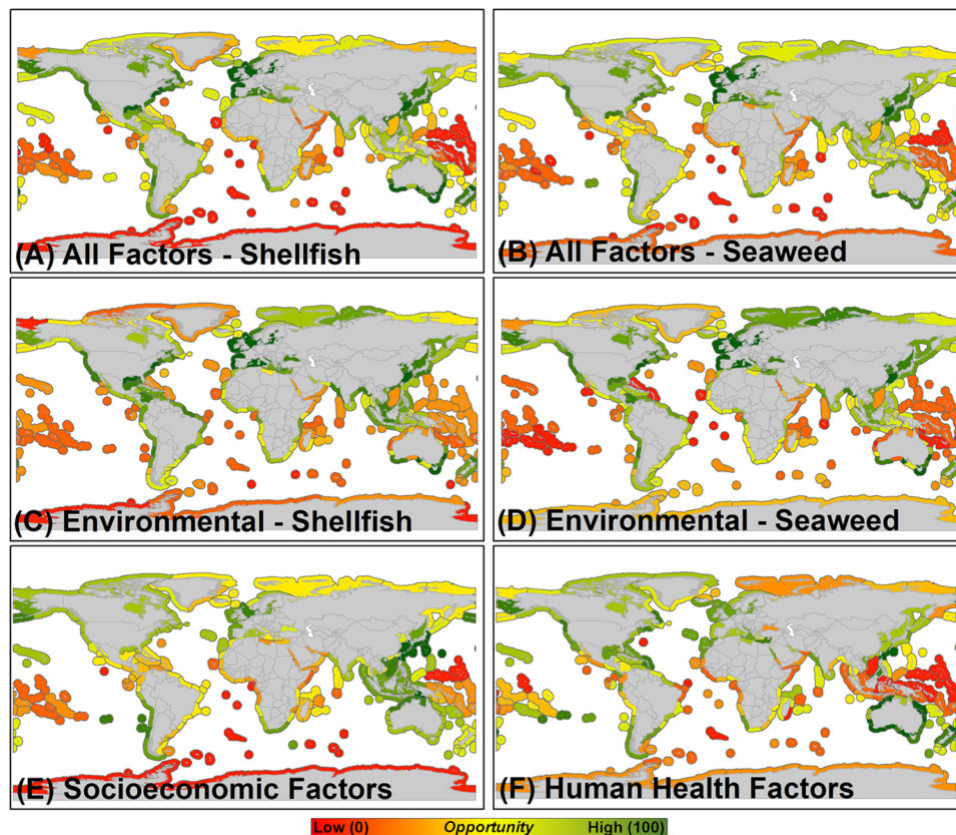 (A) All Factors - Shellfish
(B) All Factors - Seaweed
(C) Environmental - Shellfish
(D) Environmental - Seaweed
(E) Socioeconomic Factors
(F) Human Health Factors
Low (0) Opportunity High (100)